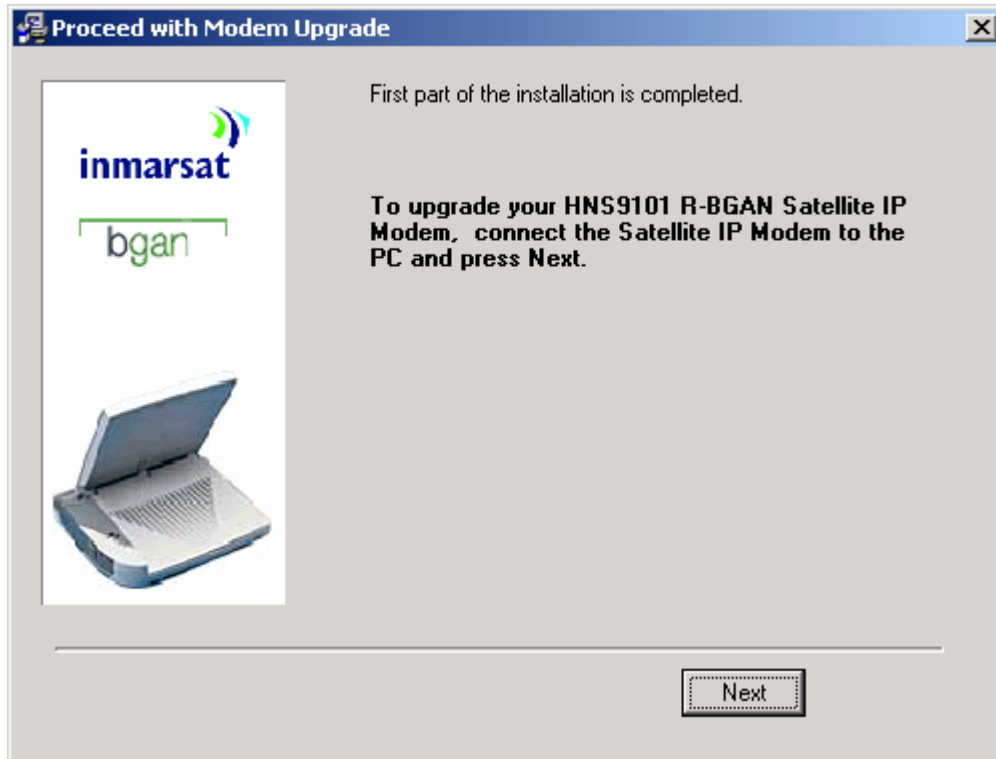 Proceed with Modem Upgrade
First part of the installation is completed.
inmarsat
bgan
To upgrade your HNS9101 R-BGAN Satellite IP
Modem, connect the Satellite IP Modem to the
PC and press Next.
Next